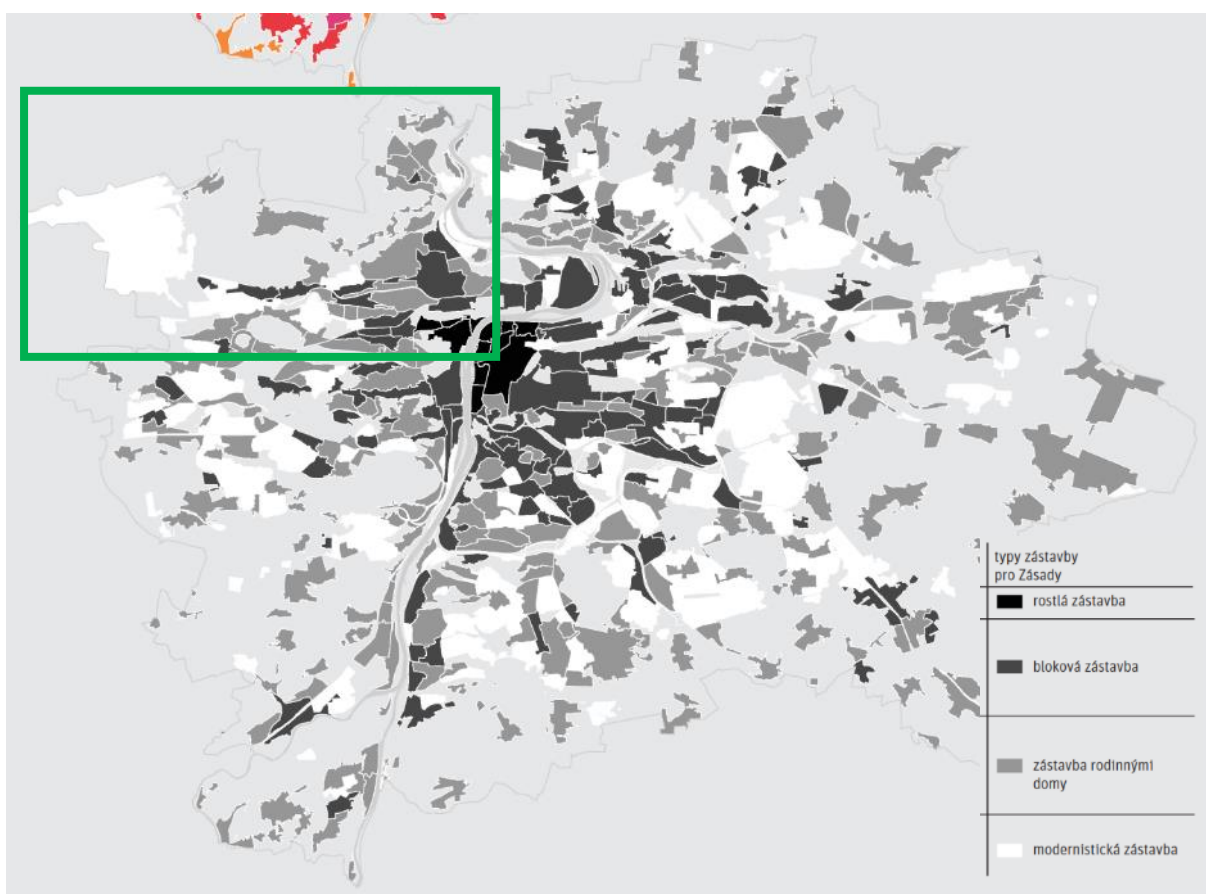 typy zástavby
pro Zásady
rostlá zástavba
bloková zástavba
zástavba rodinnými
domy
modernistická zástavba